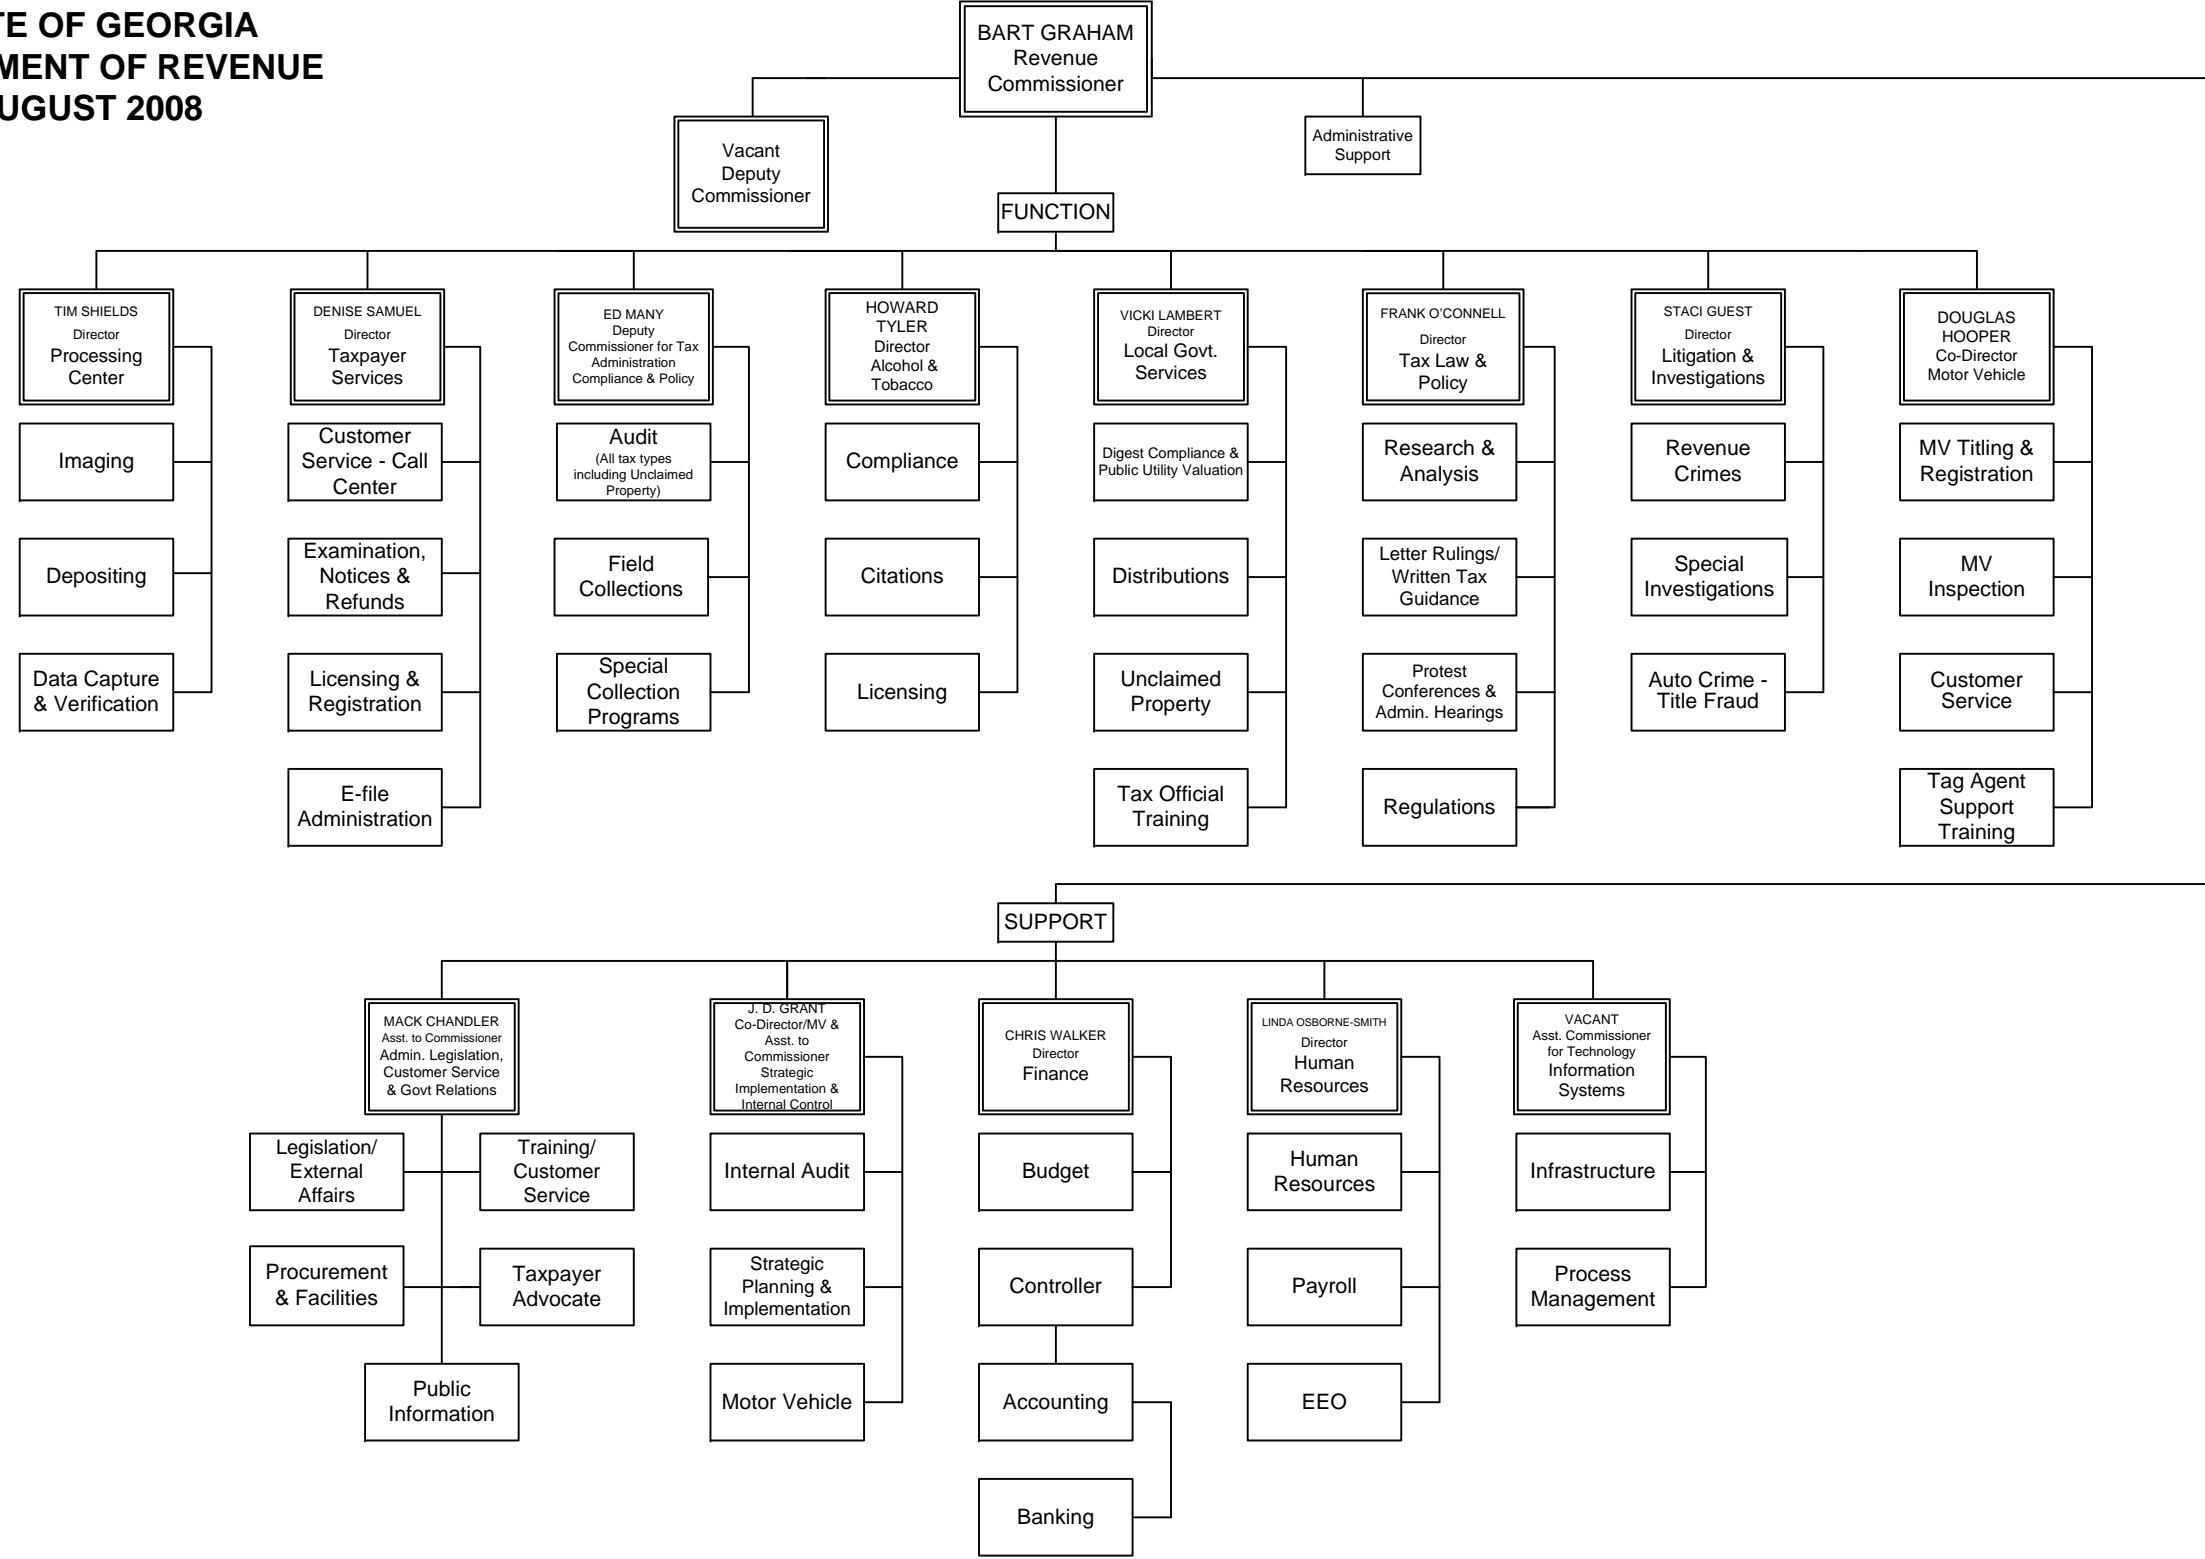 TE OF GEORGIA
MENT OF REVENUE
UGUST 2008
BART GRAHAM
Revenue
Commissioner
Vacant
Deputy
Commissioner
Administrative
Support
FUNCTION
TIM SHIELDS
Director
Processing
Center
Imaging
Depositing
Data Capture
& Verification
DENISE SAMUEL
Director
Taxpayer
Services
Customer
Service - Call
Center
Examination,
Notices &
Refunds
Licensing &
Registration
E-file
Administration
ED MANY
Deputy
Commissioner for Tax
Administration
Compliance & Policy
Audit
(All tax types
including Unclaimed
Property)
Field
Collections
Special
Collection
Programs
HOWARD
TYLER
Director
Alcohol &
Tobacco
Compliance
Citations
Licensing
VICKI LAMBERT
Director
Local Govt.
Services
Digest Compliance &
Public Utility Valuation
Distributions
Unclaimed
Property
Tax Official
Training
FRANK O'CONNELL
Director
Tax Law &
Policy
Research &
Analysis
Letter Rulings/
Written Tax
Guidance
Protest
Conferences &
Admin. Hearings
Regulations
STACI GUEST
Director
Litigation &
Investigations
Revenue
Crimes
Special
Investigations
Auto Crime -
Title Fraud
DOUGLAS
HOOPER
Co-Director
Motor Vehicle
MV Titling &
Registration
MV
Inspection
Customer
Service
Tag Agent
Support
Training
SUPPORT
MACK CHANDLER
Asst. to Commissioner
Admin. Legislation,
Customer Service
& Govt Relations
Legislation/
External
Affairs
Training/
Customer
Service
Procurement
& Facilities
Taxpayer
Advocate
Public
Information
J. D. GRANT
Co-Director/MV &
Asst. to
Commissioner
Strategic
Implementation &
Internal Control
Internal Audit
Strategic
Planning &
Implementation
Motor Vehicle
CHRIS WALKER
Director
Finance
Budget
Controller
Accounting
Banking
LINDA OSBORNE-SMITH
Director
Human
Resources
Human
Resources
Payroll
EEO
VACANT
Asst. Commissioner
for Technology
Information
Systems
Infrastructure
Process
Management